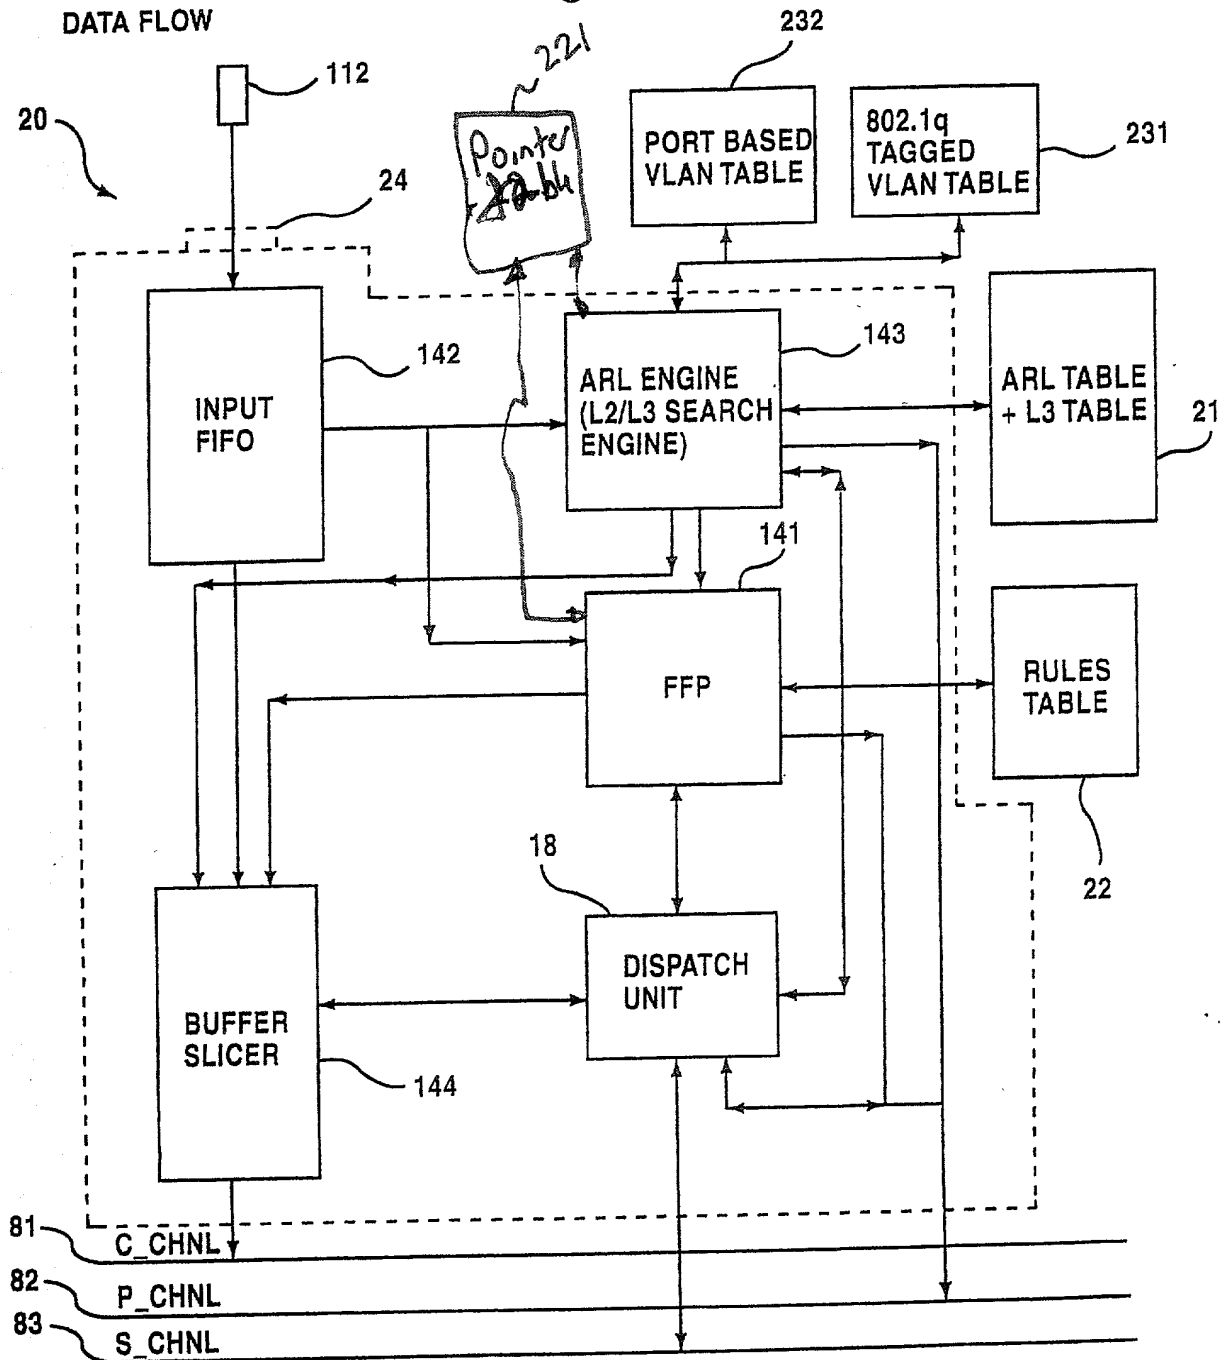 DATA FLOW
112
20
24
221
Pointer
Table
232
PORT BASED
VLAN TABLE
802.1q
TAGGED
VLAN TABLE
231
142
INPUT
FIFO
143
ARL ENGINE
(L2/L3 SEARCH
ENGINE)
ARL TABLE
+ L3 TABLE
21
141
FFP
RULES
TABLE
22
18
DISPATCH
UNIT
BUFFER
SLICER
144
81
C_CHNL
82
P_CHNL
83
S_CHNL